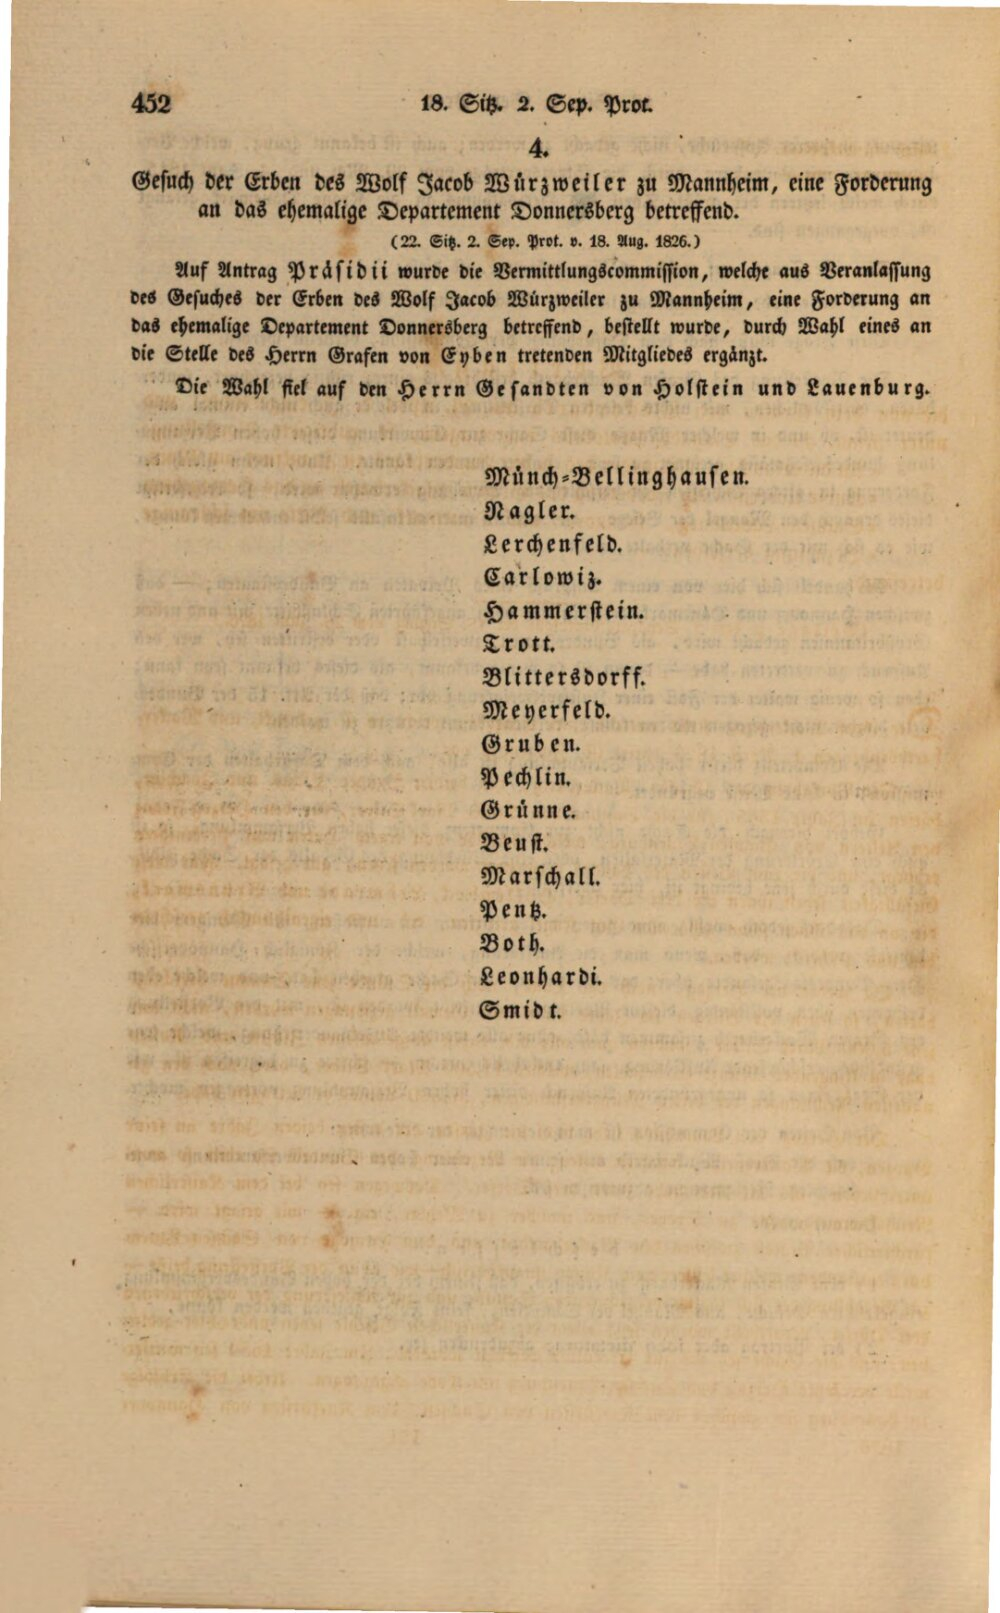 452 18. Sitz. 2. Sep. Prot.
4.
Gesuch der Erben des Wolf Jacob Würzweiler zu Mannheim, eine Forderung
an das ehemalige Departement Donnersberg betreffend.
(22. Sitz. 2. Sep. Prot. v. 18. Aug. 1826.)
Auf Antrag Präsidii wurde die Vermittlungscommission, welche aus Veranlassung
des Gesuches der Erben des Wolf Jacob Würzweiler zu Mannheim, eine Forderung an
das ehemalige Departement Donnersberg betreffend, bestellt wurde, durch Wahl eines an
die Stelle des Herrn Grafen von Eyben tretenden Mitgliedes ergänzt.
Die Wahl fiel auf den Herrn Gesandten von Holstein und Lauenburg.
Münch-Bellinghausen.
Nagler.
Lerchenfeld.
Carlowiz.
Hammerstein.
Trott.
Blittersdorff.
Meyerfeld.
Gruben.
Pechlin.
Grünne.
Beust.
Marschall.
Pentz.
Both.
Leonhardi.
Smidt.